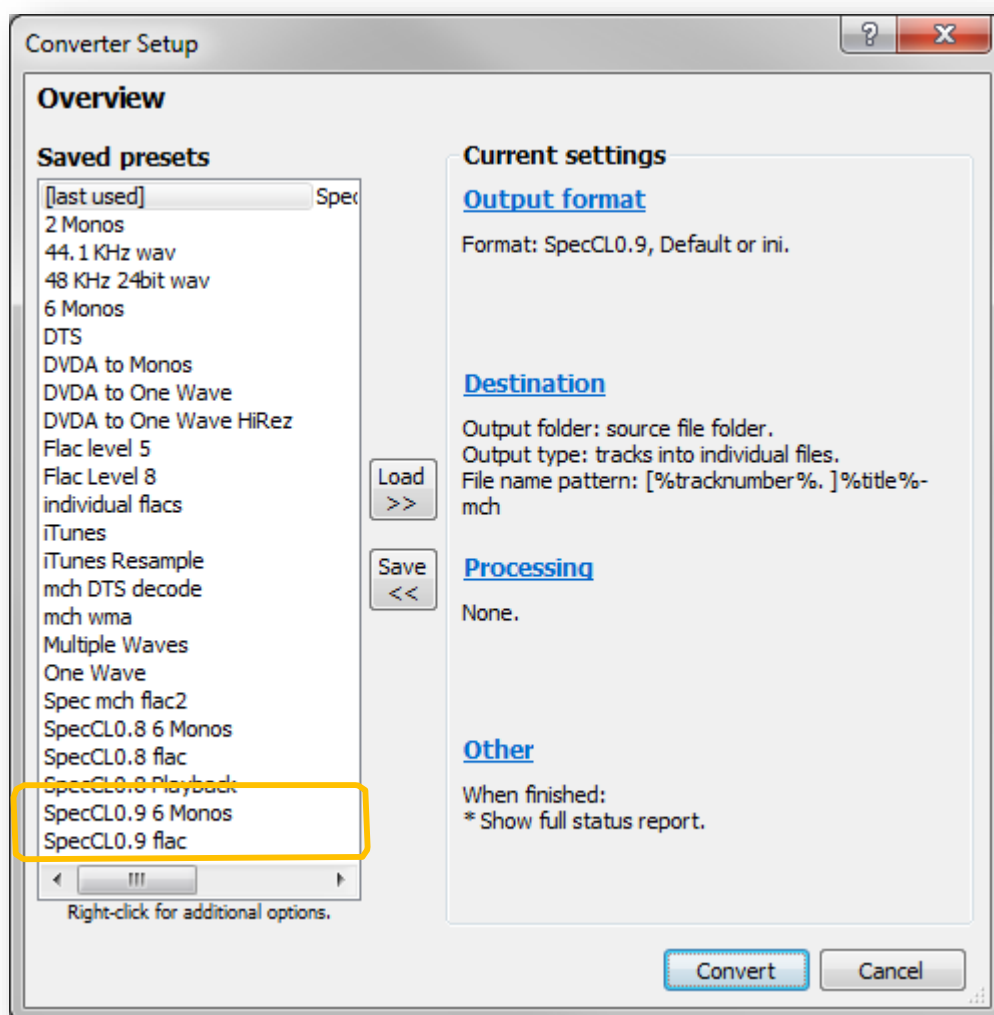 Converter Setup
Overview
Saved presets
[last used] Spec
2 Monos
44.1 KHz wav
48 KHz 24bit wav
6 Monos
DTS
DVDA to Monos
DVDA to One Wave
DVDA to One Wave HiRez
Flac level 5
Flac Level 8
individual flacs
iTunes
iTunes Resample
mch DTS decode
mch wma
Multiple Waves
One Wave
Spec mch flac2
SpecCL0.8 6 Monos
SpecCL0.8 flac
SpecCL0.8 Playback
SpecCL0.9 6 Monos
SpecCL0.9 flac
Right-click for additional options.
Load
>>
Save
<<
Current settings
Output format
Format: SpecCL0.9, Default or ini.
Destination
Output folder: source file folder.
Output type: tracks into individual files.
File name pattern: [%tracknumber%. ]%title%-
mch
Processing
None.
Other
When finished:
* Show full status report.
Convert
Cancel